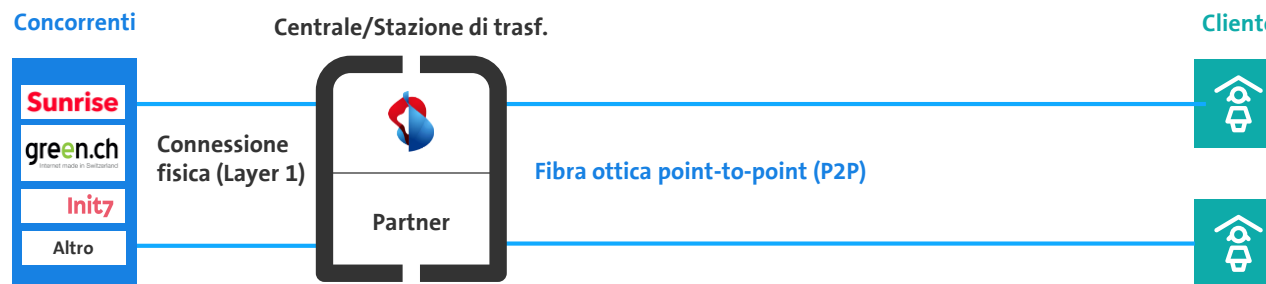 Concorrenti
Centrale/Stazione di trasf.
Cliente
Sunrise
green.ch
Internet made in Switzerland
Init7
Altro
Connessione
fisica (Layer 1)
Partner
Fibra ottica point-to-point (P2P)